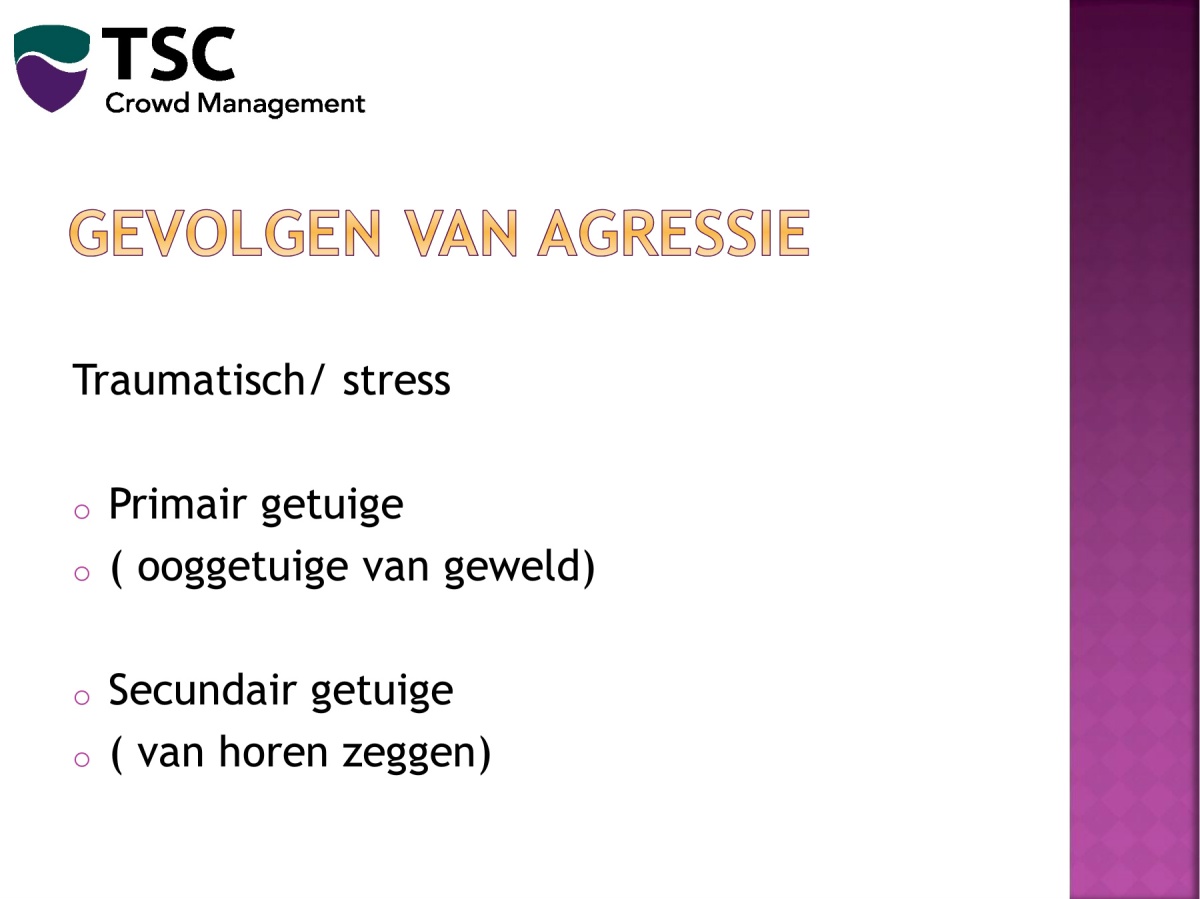 TSC
Crowd Management
GEVOLGEN VAN AGRESSIE
Traumatisch/ stress
o Primair getuige
o ( ooggetuige van geweld)
o Secundair getuige
o ( van horen zeggen)